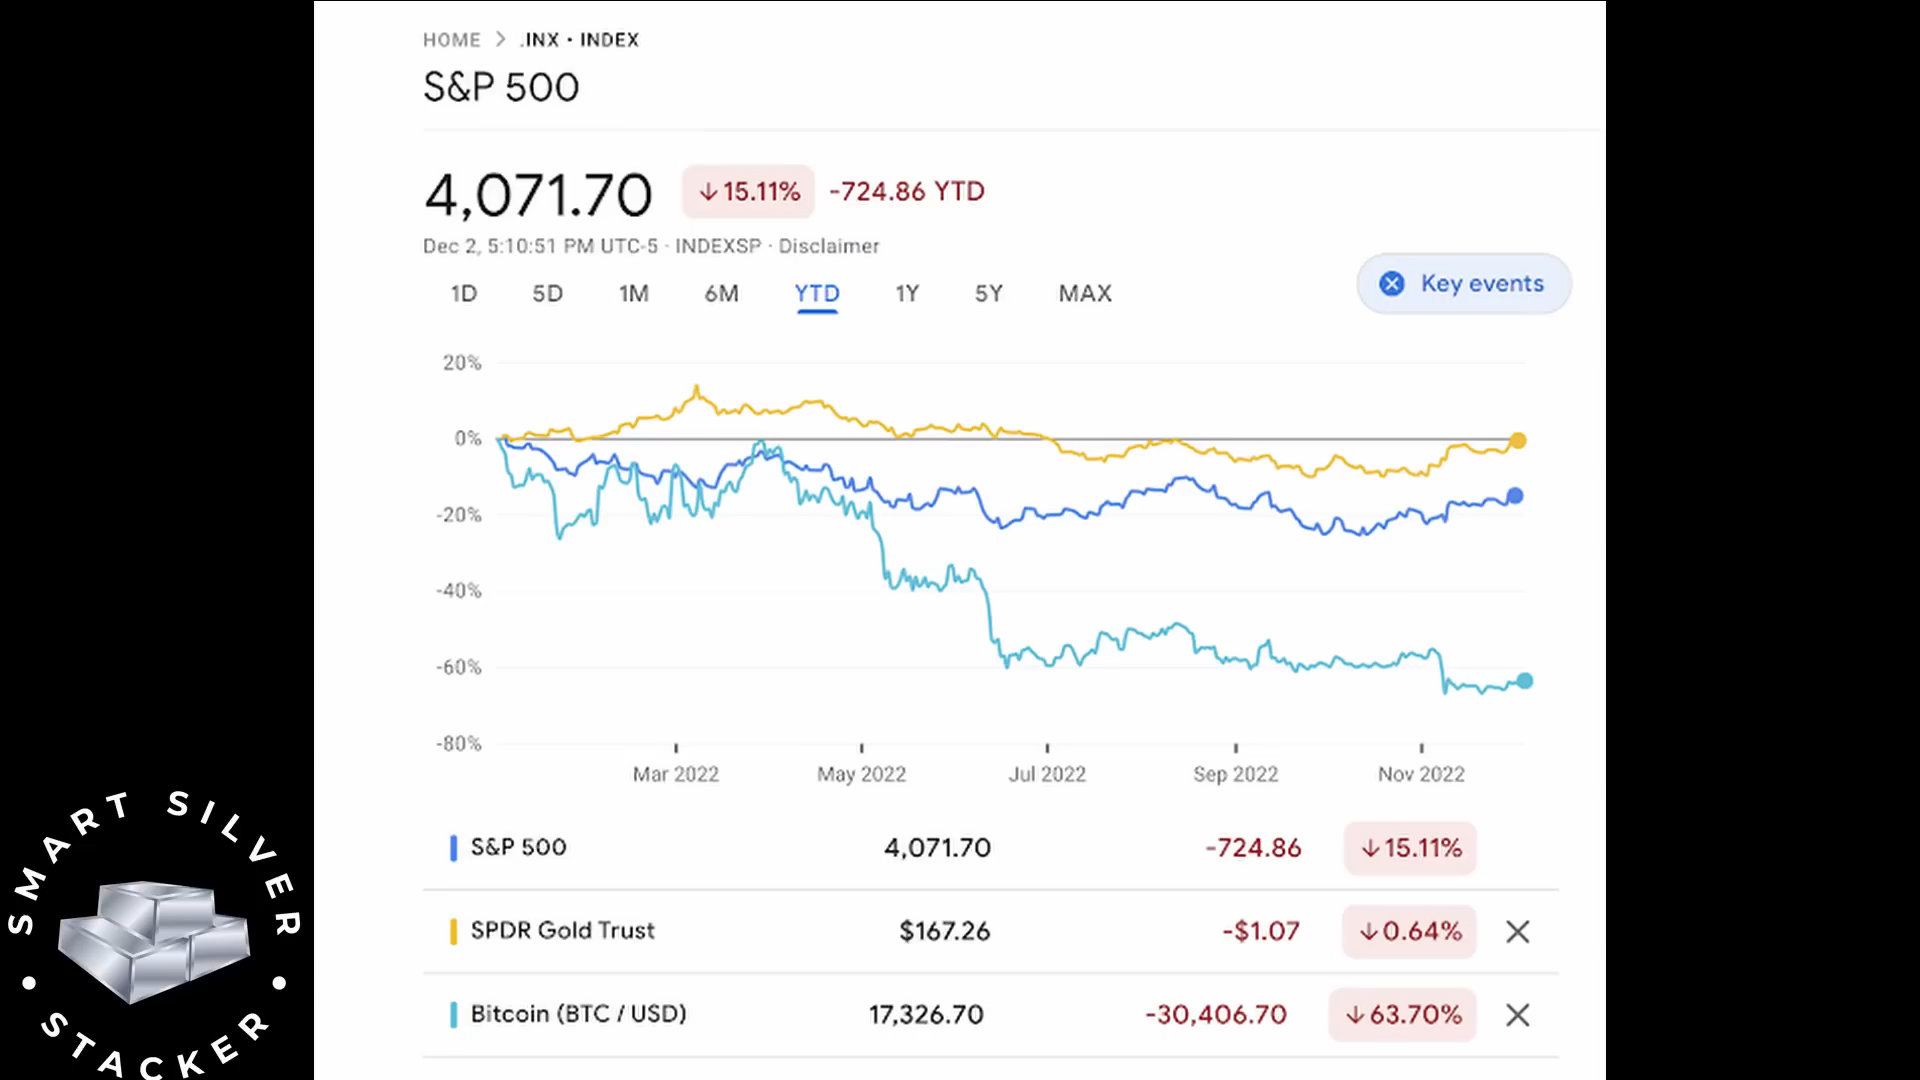 HOME > .INX • INDEX
S&P 500
4,071.70 ↓15.11% -724.86 YTD
Dec 2, 5:10:51 PM UTC-5 · INDEXSP · Disclaimer
1D 5D 1M 6M YTD 1Y 5Y MAX
Key events
20%
0%
-20%
-40%
-60%
-80%
Mar 2022 May 2022 Jul 2022 Sep 2022 Nov 2022
S&P 500 4,071.70 -724.86 ↓15.11%
SPDR Gold Trust $167.26 -$1.07 ↓0.64%
Bitcoin (BTC / USD) 17,326.70 -30,406.70 ↓63.70%
SMART SILVER
• STACKER •